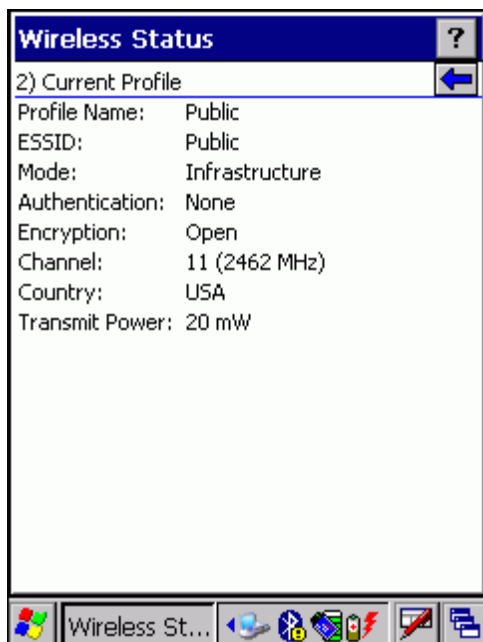 Wireless Status ?
2) Current Profile
Profile Name: Public
ESSID: Public
Mode: Infrastructure
Authentication: None
Encryption: Open
Channel: 11 (2462 MHz)
Country: USA
Transmit Power: 20 mW
Wireless St...